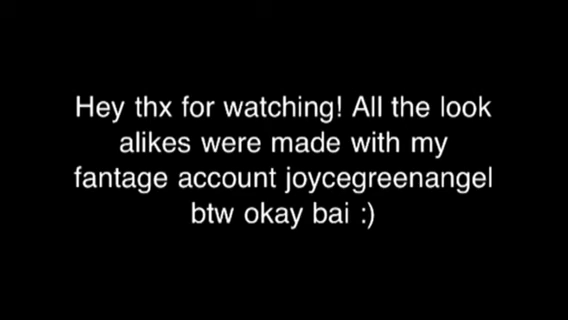 Hey thx for watching! All the look
alikes were made with my
fantage account joycegreenangel
btw okay bai :)